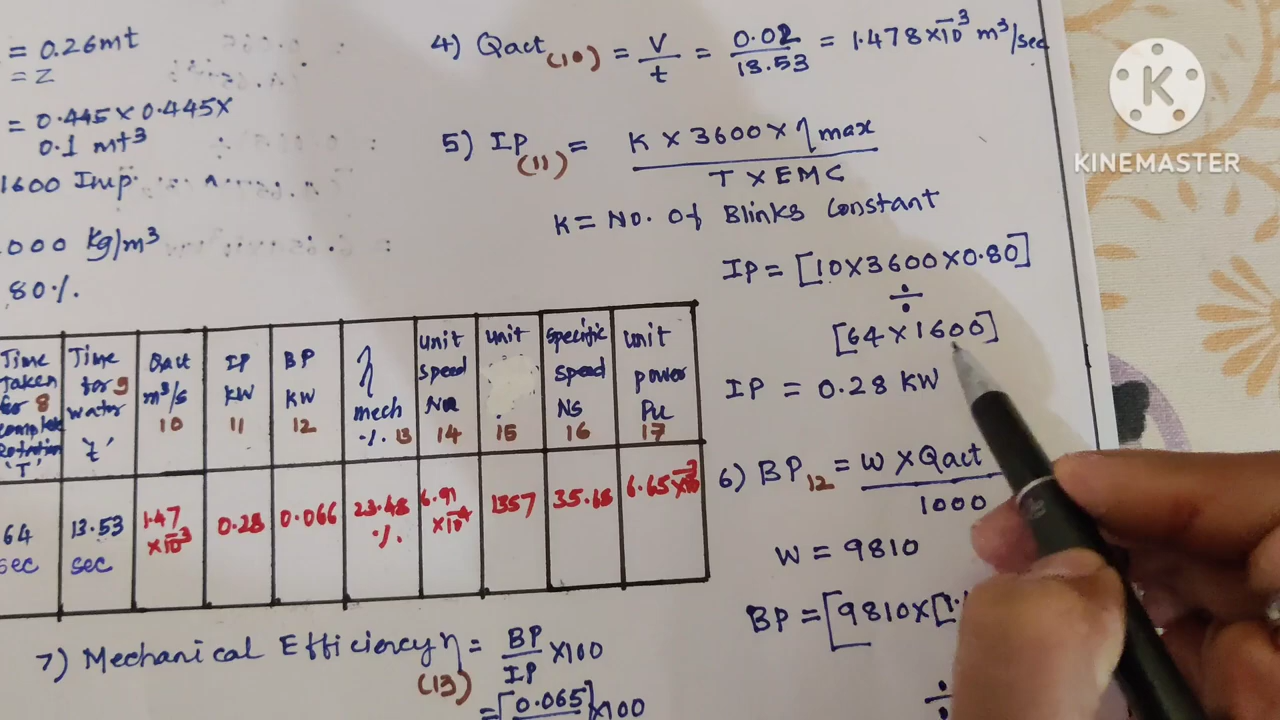 = 0.26mt
= Z
= 0.445 X 0.445 X
0.1 mt³
1600 Imp.
000 Kg/m³
80%.
4) Qact (10) = V/t = 0.02/13.53 = 1.478 x 10⁻³ m³/sec
5) IP (11) = K X 3600 X η max / T X EMC
K = No. Of Blinks Constant
IP = [10 X 3600 X 0.80]
÷
[64 X 1600]
IP = 0.28 KW
Time taken for 8 complete Rotation 'T'
Time for 9 water 't'
Qact m³/s 10
IP KW 11
BP KW 12
η mech %. 13
Unit Speed Nu 14
Unit 15
Specific Speed Ns 16
Unit power Pu 17
64 sec
13.53 sec
1.47 x 10⁻³
0.28
0.066
23.48 %.
1357
35.68
6.65 x 10⁻³
6) BP 12 = W X Qact / 1000
W = 9810
BP = [9810 X [1.
÷
7) Mechanical Efficiency η (13) = BP/IP X 100
= [0.065] X 100
K
KINEMASTER